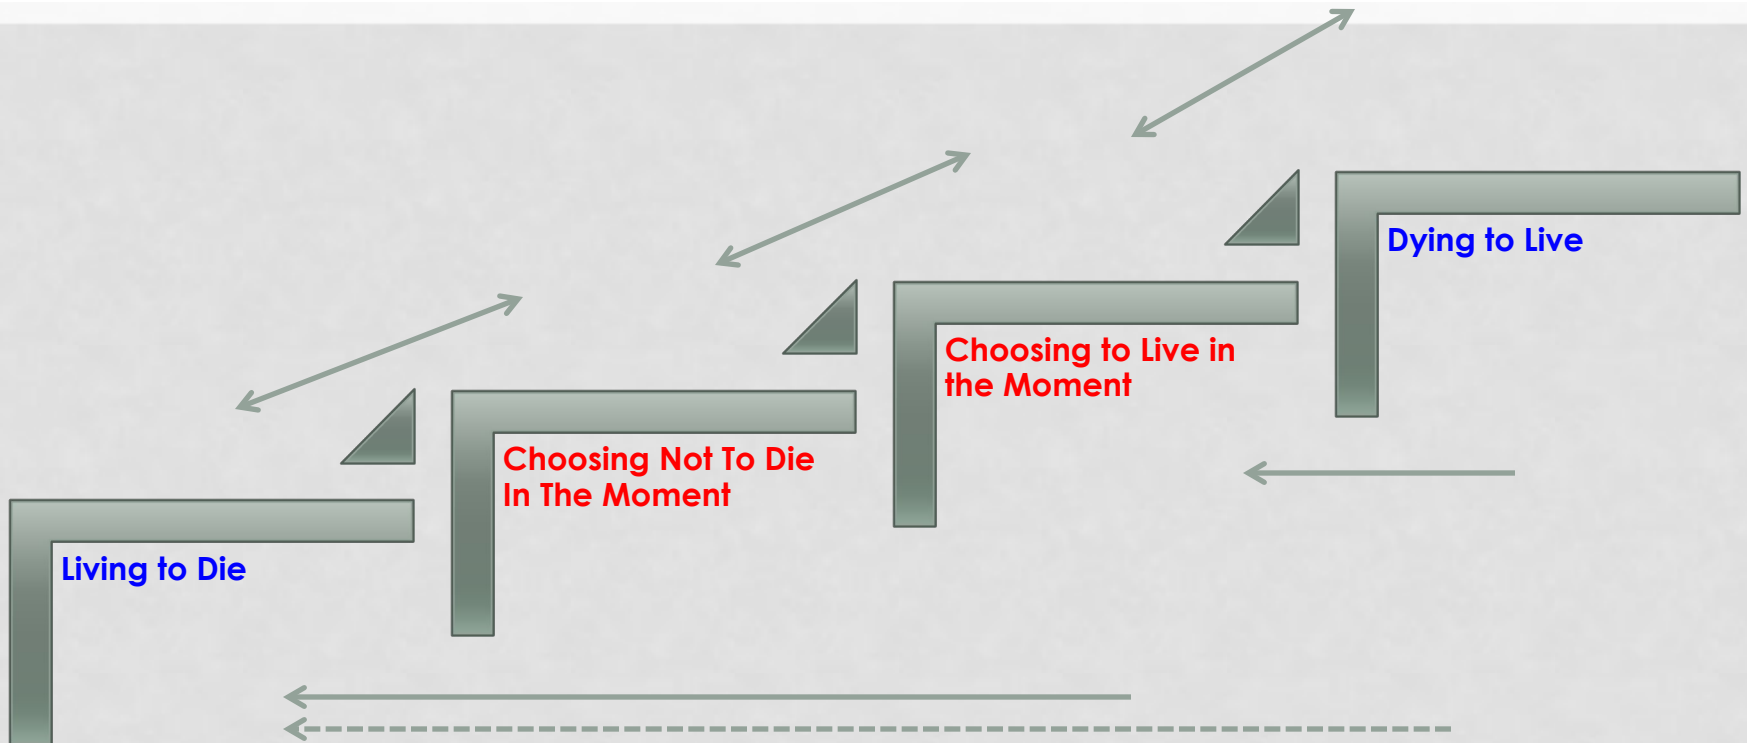 Dying to Live
Choosing to Live in
the Moment
Choosing Not To Die
In The Moment
Living to Die